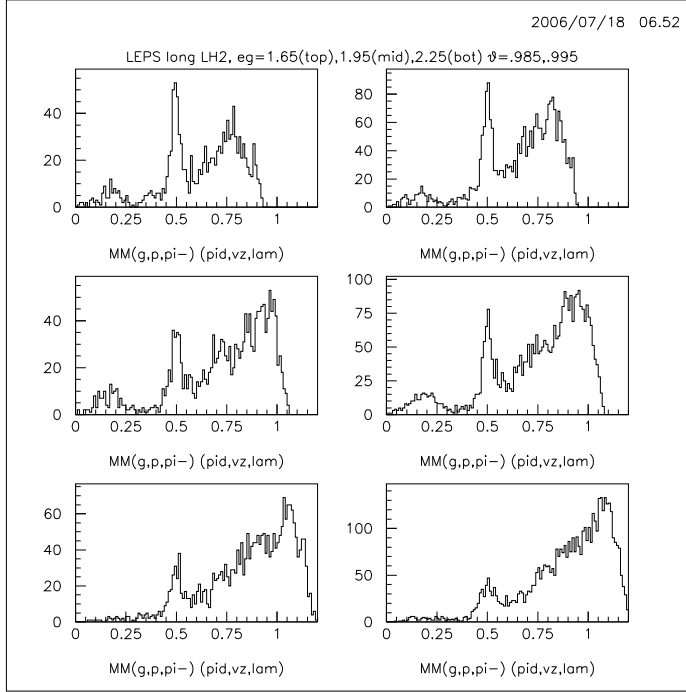 2006/07/18 06.52
LEPS long LH2, eg=1.65(top),1.95(mid),2.25(bot) ϑ=.985,.995
40
20
0
0 0.25 0.5 0.75 1
MM(g,p,pi-) (pid,vz,lam)
80
60
40
20
0
0 0.25 0.5 0.75 1
MM(g,p,pi-) (pid,vz,lam)
40
20
0
0 0.25 0.5 0.75 1
MM(g,p,pi-) (pid,vz,lam)
100
75
50
25
0
0 0.25 0.5 0.75 1
MM(g,p,pi-) (pid,vz,lam)
60
40
20
0
0 0.25 0.5 0.75 1
MM(g,p,pi-) (pid,vz,lam)
100
50
0
0 0.25 0.5 0.75 1
MM(g,p,pi-) (pid,vz,lam)